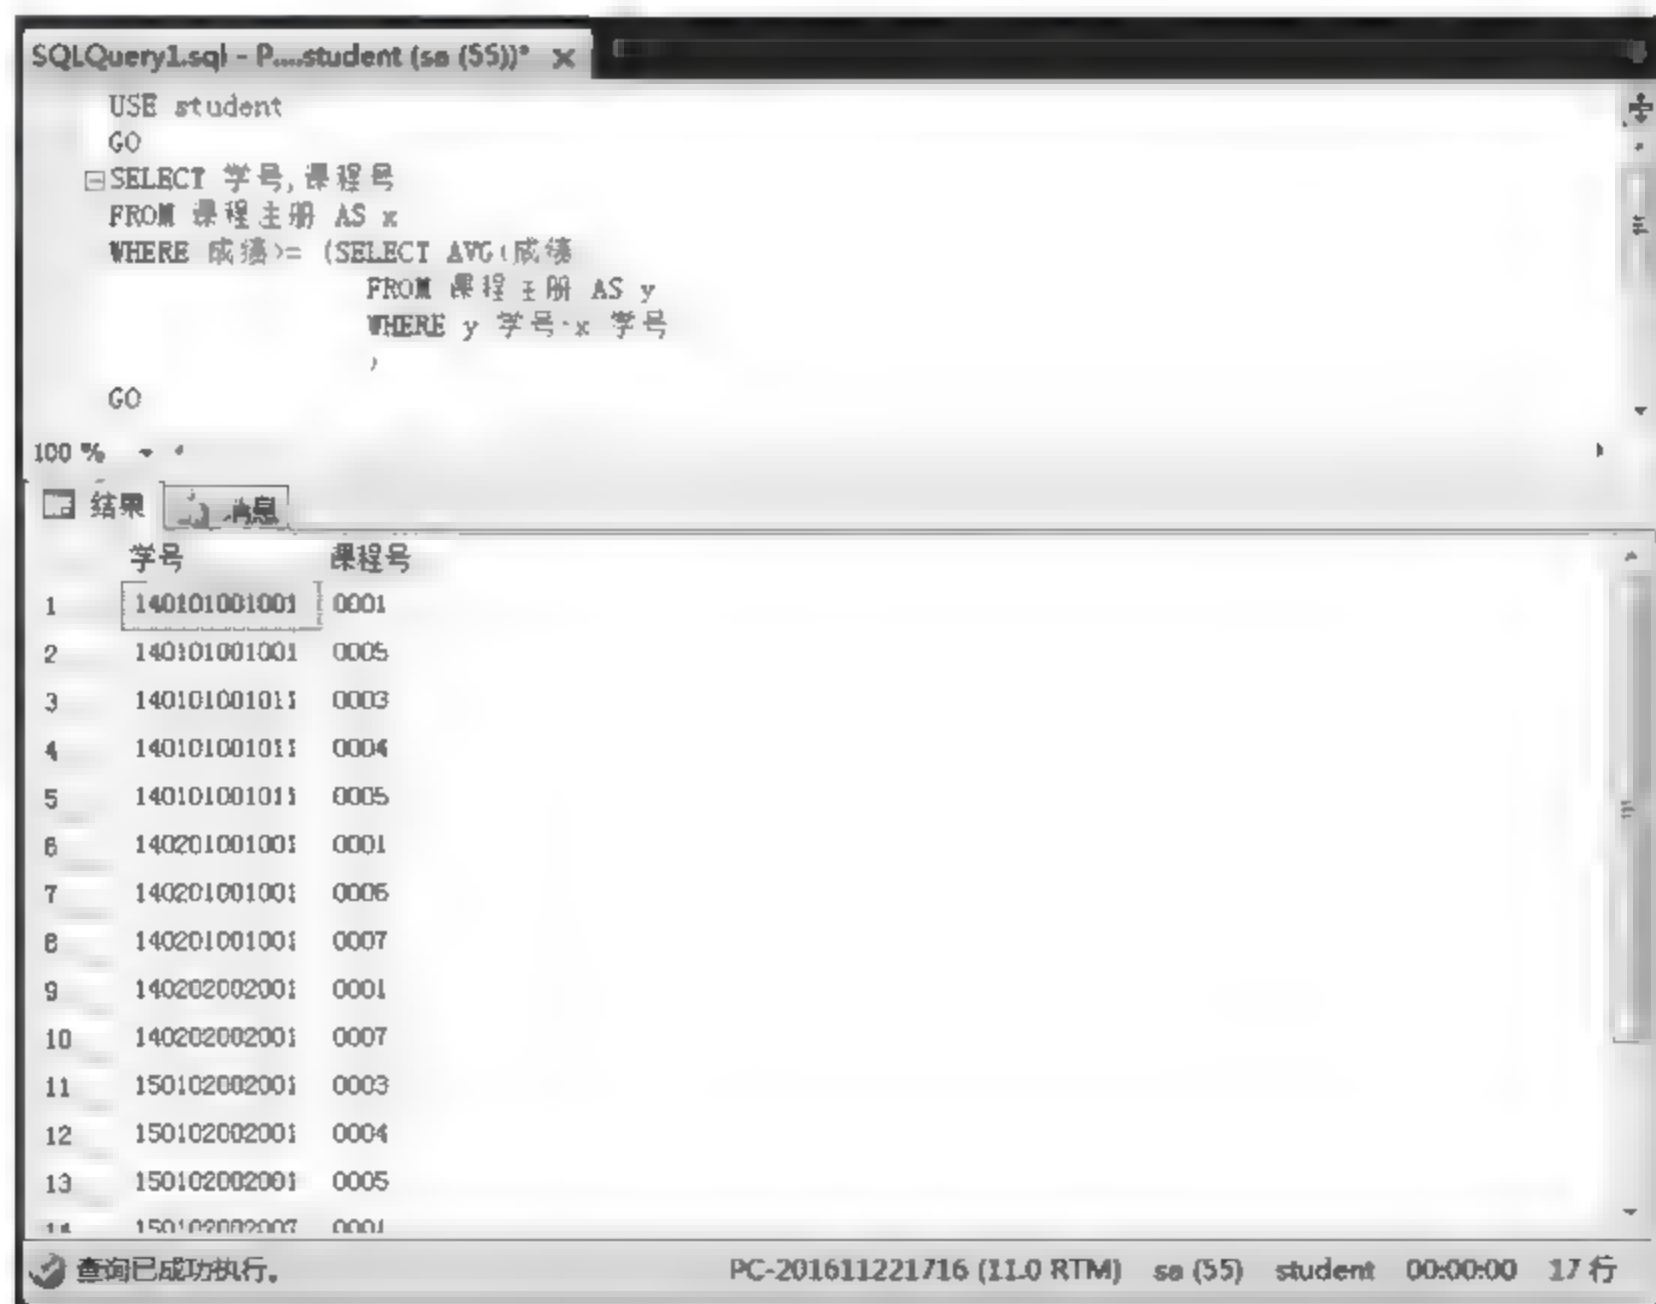 SQLQuery1.sql - P....student (sa (55))*
USE student
GO
SELECT 学号,课程号
FROM 课程注册 AS x
WHERE 成绩>= (SELECT AVG(成绩
FROM 课程注册 AS y
WHERE y 学号 x 学号
)
GO
100 %
结果 消息
学号 课程号
1 140101001001 0001
2 140101001001 0005
3 140101001011 0003
4 140101001011 0004
5 140101001011 0005
6 140201001001 0001
7 140201001001 0006
8 140201001001 0007
9 140202002001 0001
10 140202002001 0007
11 150102002001 0003
12 150102002001 0004
13 150102002001 0005
14 150102002007 0001
查询已成功执行。 PC-201611221716 (11.0 RTM) sa (55) student 00:00:00 17 行